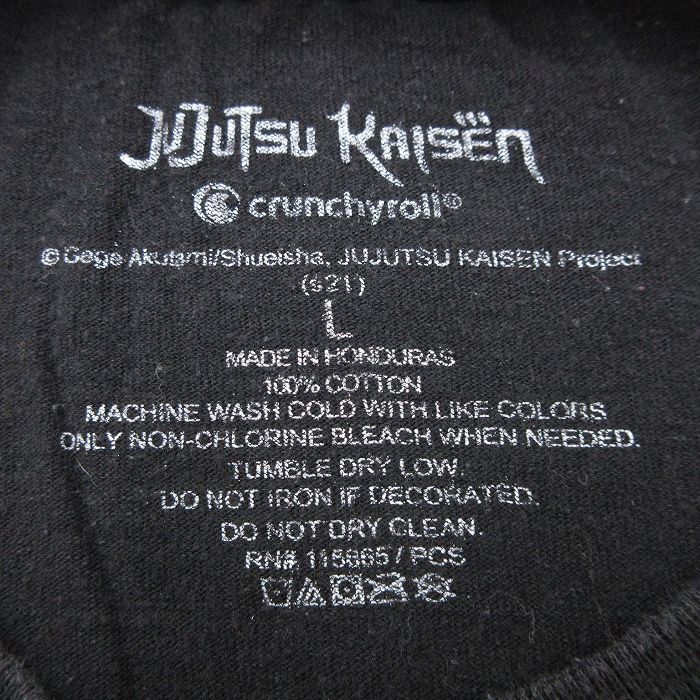 JUJUTSU KAISEN
crunchyroll®
© Gege Akutami/Shueisha, JUJUTSU KAISEN Project
(s21)
L
MADE IN HONDURAS
100% COTTON
MACHINE WASH COLD WITH LIKE COLORS
ONLY NON-CHLORINE BLEACH WHEN NEEDED.
TUMBLE DRY LOW.
DO NOT IRON IF DECORATED.
DO NOT DRY CLEAN.
RN# 115865 / PCS